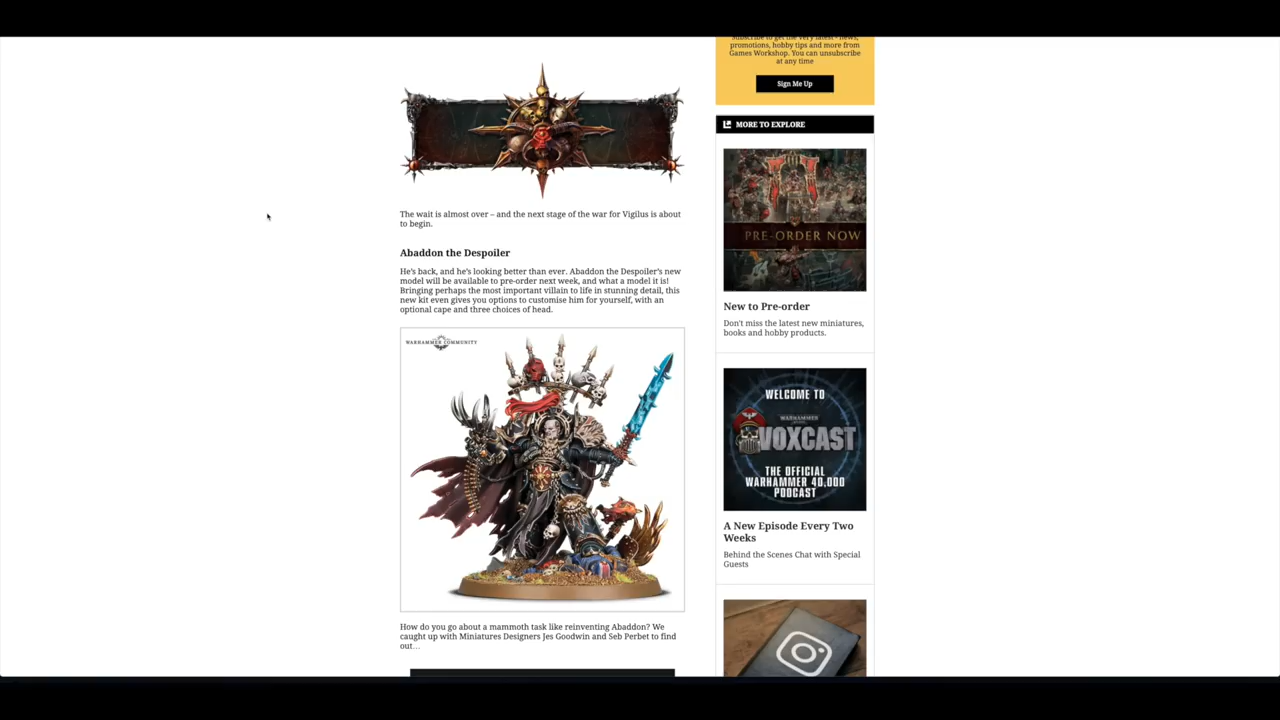 Subscribe to get the very latest - news,
promotions, hobby tips and more from
Games Workshop. You can unsubscribe
at any time
Sign Me Up
The wait is almost over – and the next stage of the war for Vigilus is about
to begin.
Abaddon the Despoiler
He's back, and he's looking better than ever. Abaddon the Despoiler's new
model will be available to pre-order next week, and what a model it is!
Bringing perhaps the most important villain to life in stunning detail, this
new kit even gives you options to customise him for yourself, with an
optional cape and three choices of head.
WARHAMMER COMMUNITY
How do you go about a mammoth task like reinventing Abaddon? We
caught up with Miniatures Designers Jes Goodwin and Seb Perbet to find
out…
MORE TO EXPLORE
PRE-ORDER NOW
New to Pre-order
Don't miss the latest new miniatures,
books and hobby products.
WELCOME TO
WARHAMMER
VOXCAST
THE OFFICIAL
WARHAMMER 40,000
PODCAST
A New Episode Every Two
Weeks
Behind the Scenes Chat with Special
Guests